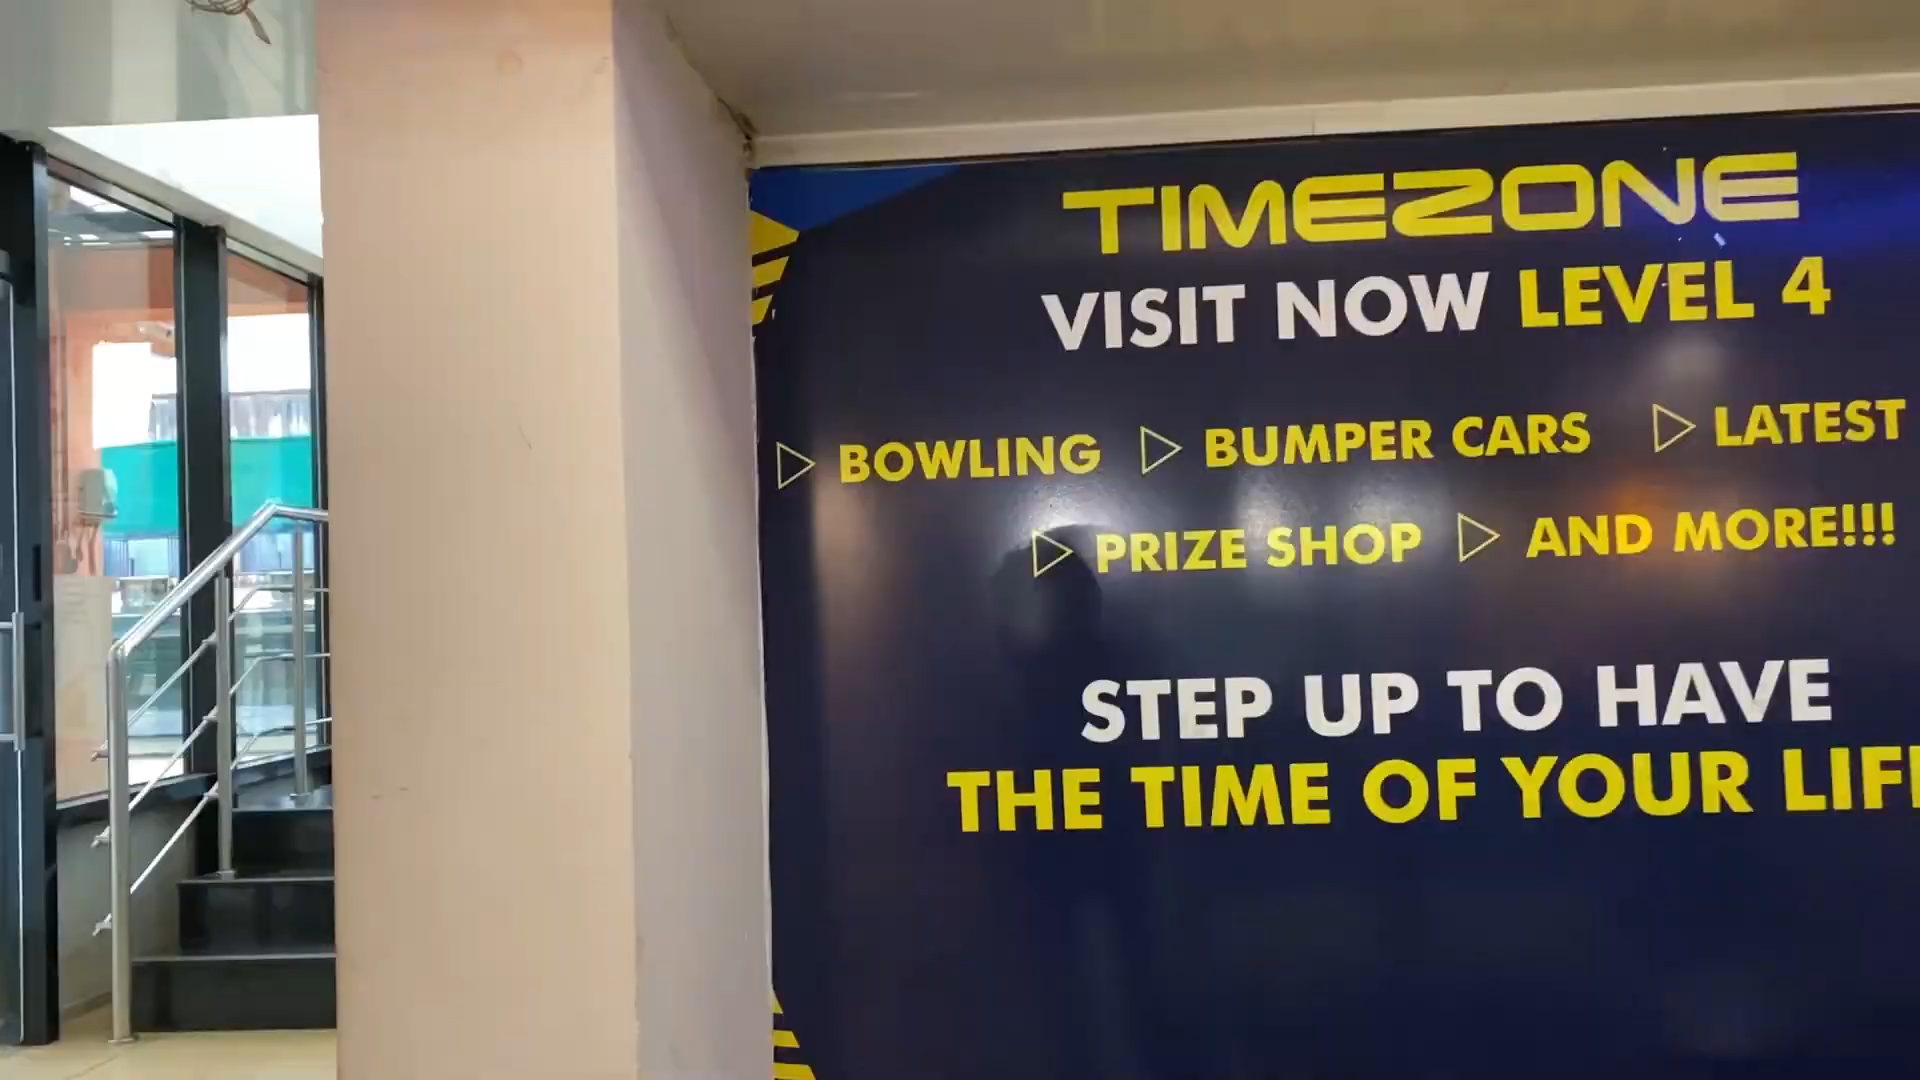 TIMEZONE
VISIT NOW LEVEL 4
▷ BOWLING ▷ BUMPER CARS ▷ LATEST
▷ PRIZE SHOP ▷ AND MORE!!!
STEP UP TO HAVE
THE TIME OF YOUR LIF